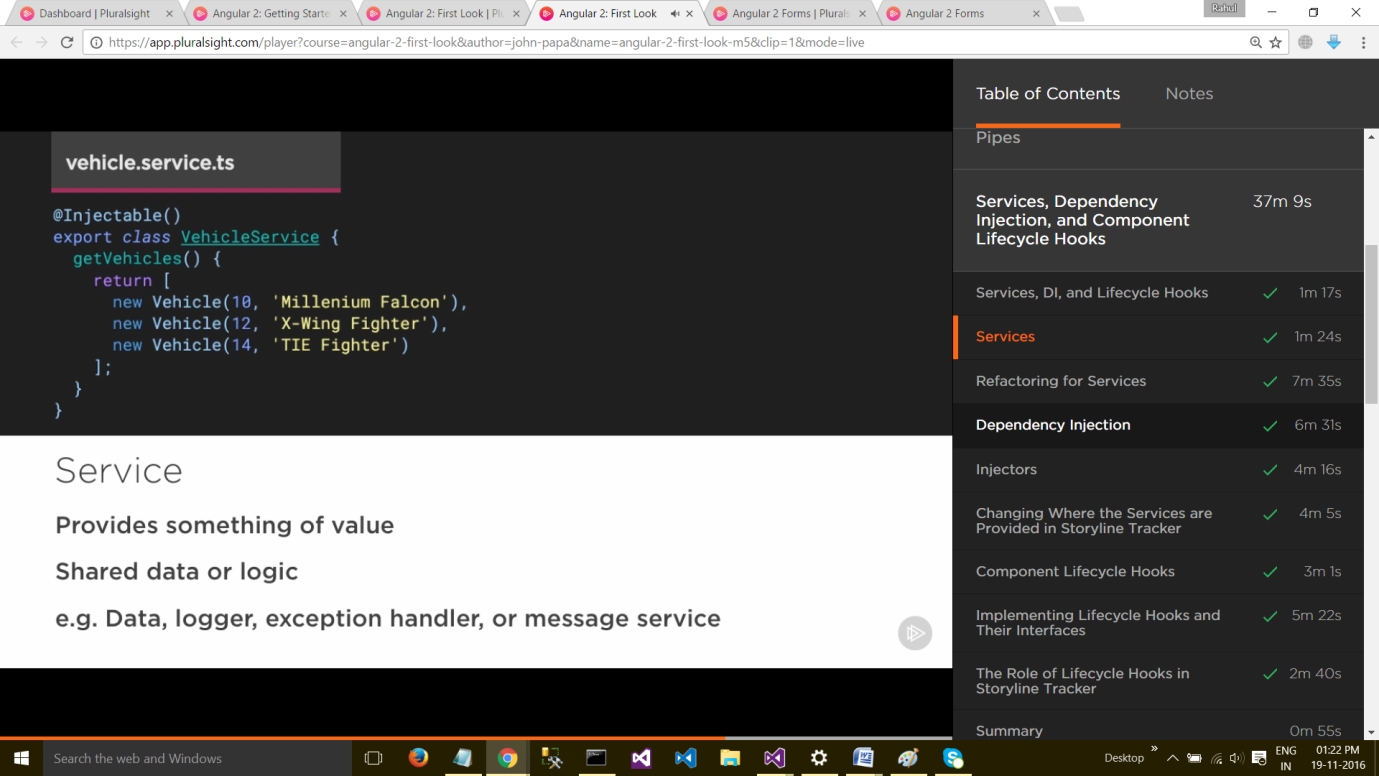 Dashboard | Pluralsight
Angular 2: Getting Starte
Angular 2: First Look | Pl
Angular 2: First Look
Angular 2 Forms | Plurals
Angular 2 Forms
Rahul
https://app.pluralsight.com/player?course=angular-2-first-look&author=john-papa&name=angular-2-first-look-m5&clip=1&mode=live
vehicle.service.ts
@Injectable()
export class VehicleService {
getVehicles() {
return [
new Vehicle(10, 'Millenium Falcon'),
new Vehicle(12, 'X-Wing Fighter'),
new Vehicle(14, 'TIE Fighter')
];
}
}
Service
Provides something of value
Shared data or logic
e.g. Data, logger, exception handler, or message service
Table of Contents
Notes
Pipes
Services, Dependency
Injection, and Component
Lifecycle Hooks
37m 9s
Services, DI, and Lifecycle Hooks
1m 17s
Services
1m 24s
Refactoring for Services
7m 35s
Dependency Injection
6m 31s
Injectors
4m 16s
Changing Where the Services are
Provided in Storyline Tracker
4m 5s
Component Lifecycle Hooks
3m 1s
Implementing Lifecycle Hooks and
Their Interfaces
5m 22s
The Role of Lifecycle Hooks in
Storyline Tracker
2m 40s
Summary
0m 55s
Search the web and Windows
Desktop
ENG
IN
01:22 PM
19-11-2016